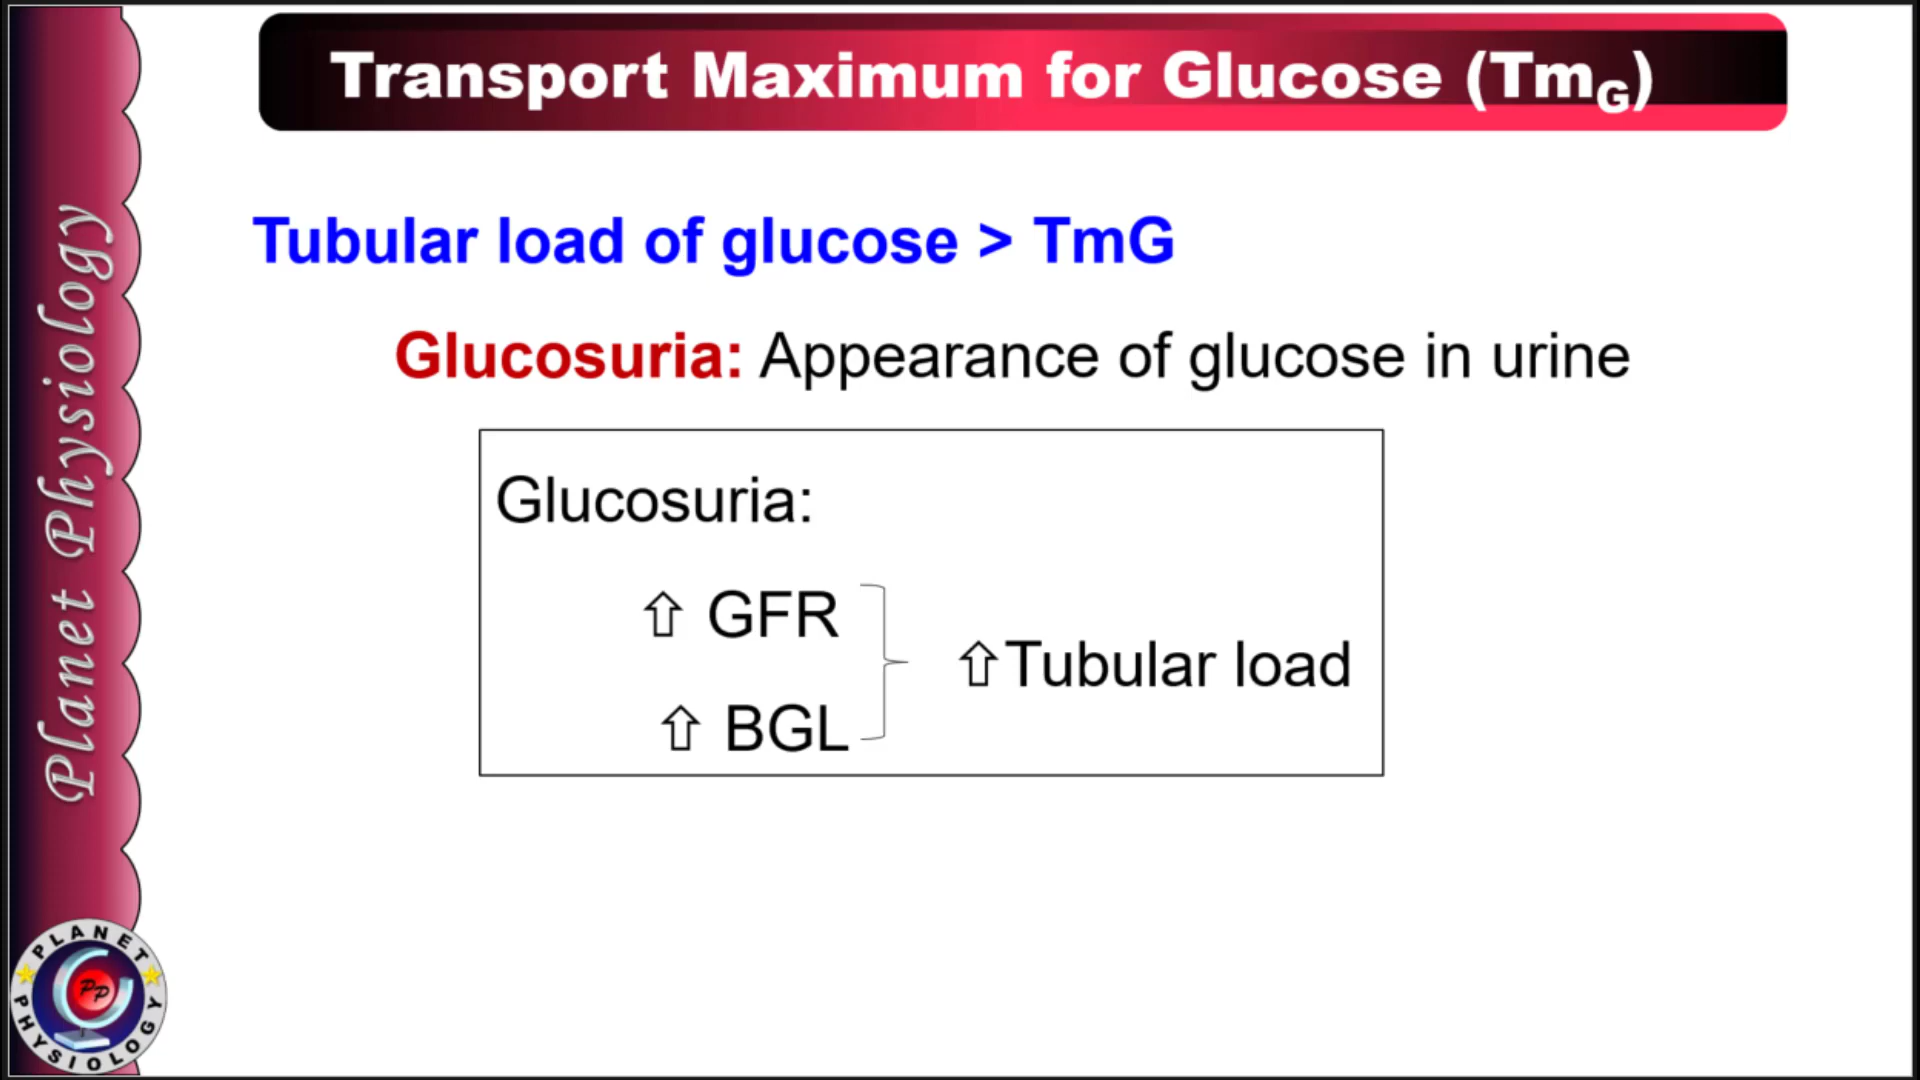 Transport Maximum for Glucose (TmG)
Tubular load of glucose > TmG
Glucosuria: Appearance of glucose in urine
Glucosuria:
⇧ GFR
⇧ Tubular load
⇧ BGL
Planet Physiology
PLANET
PP
PHYSIOLOGY